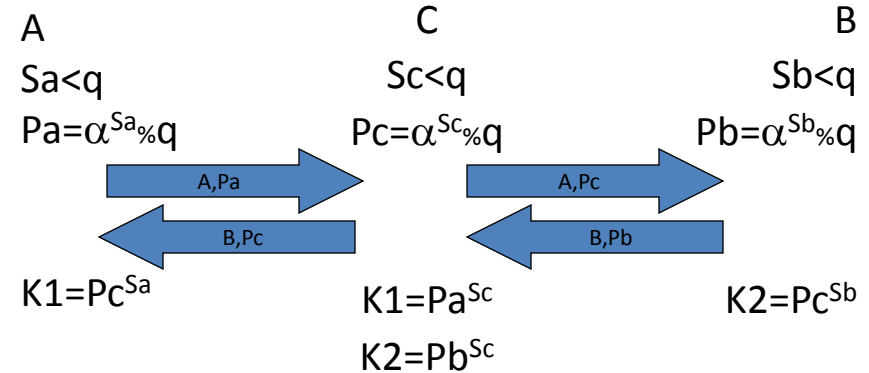 A
C
B
Sa<q
Sc<q
Sb<q
Pa=α^Sa%q
Pc=α^Sc%q
Pb=α^Sb%q
A,Pa
A,Pc
B,Pc
B,Pb
K1=Pc^Sa
K1=Pa^Sc
K2=Pc^Sb
K2=Pb^Sc